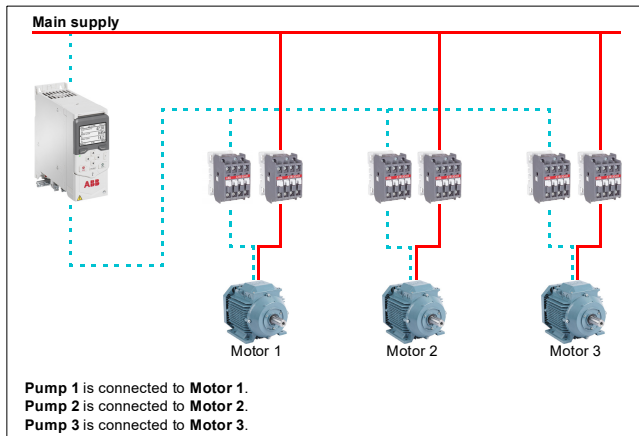 Main supply
ABB
Motor 1
Motor 2
Motor 3
Pump 1 is connected to Motor 1.
Pump 2 is connected to Motor 2.
Pump 3 is connected to Motor 3.